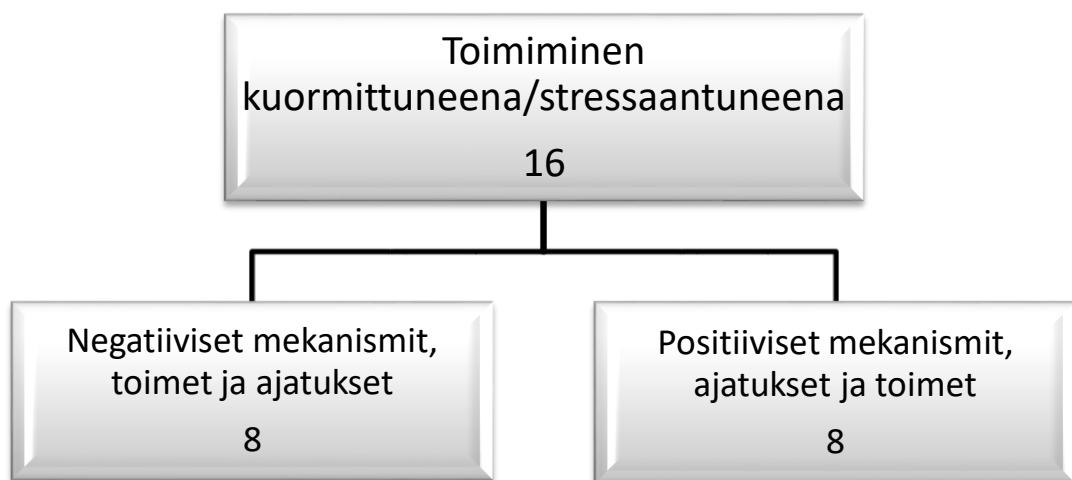 Toimiminen
kuormittuneena/stressaantuneena
16
Negatiiviset mekanismit,
toimet ja ajatukset
8
Positiiviset mekanismit,
ajatukset ja toimet
8